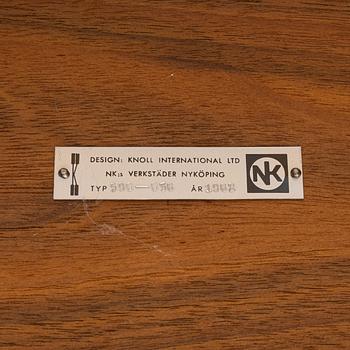 DESIGN: KNOLL INTERNATIONAL LTD
NK:s VERKSTÄDER NYKÖPING
TYP ÅR
NK